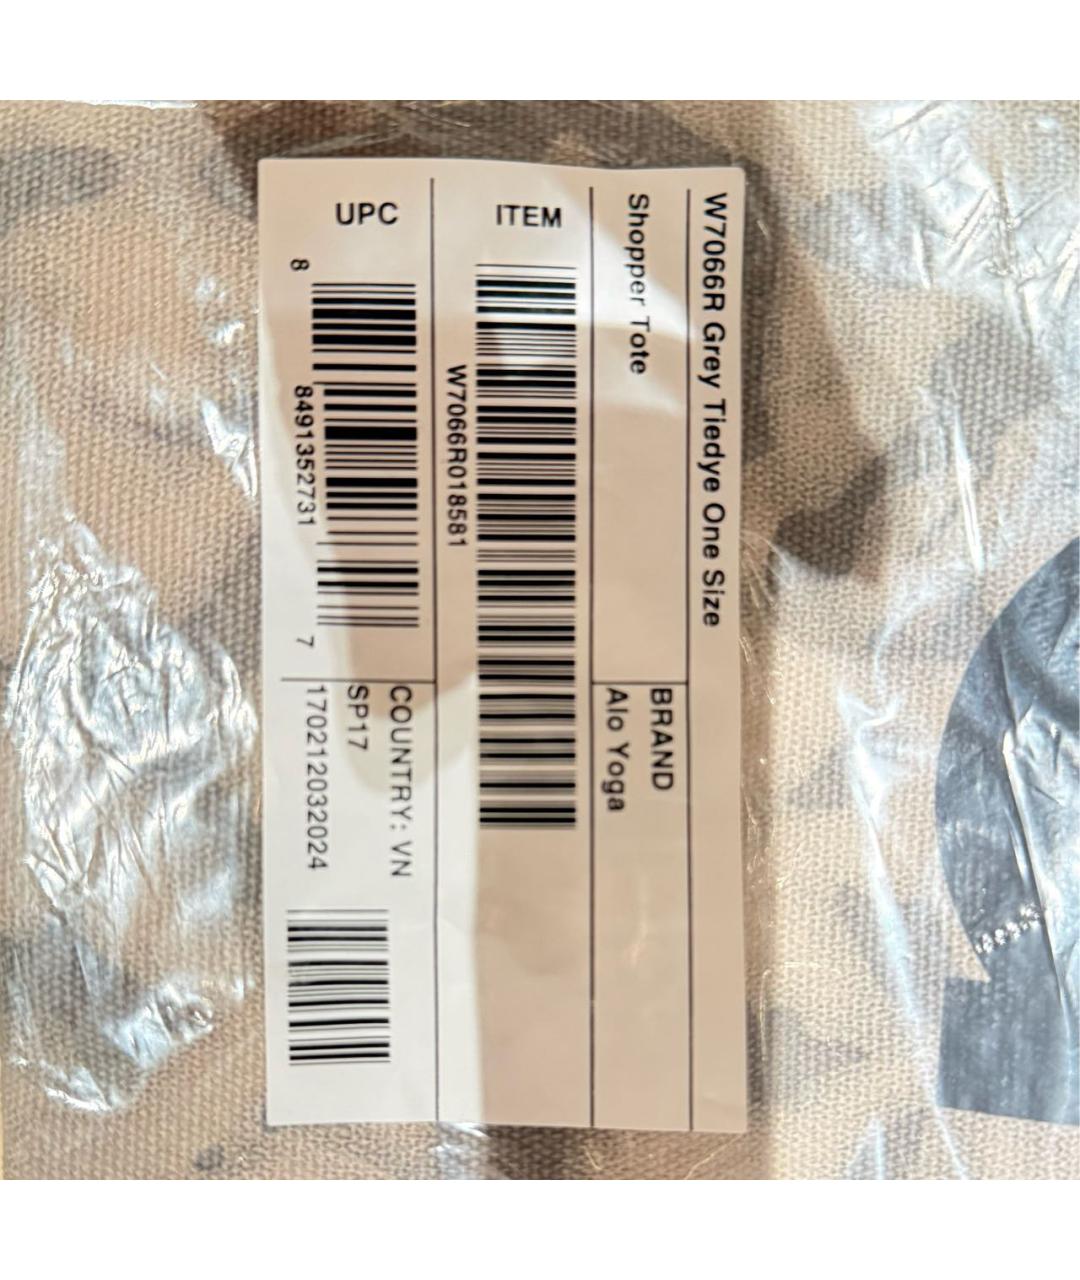 W7066R Grey Tiedye One Size
Shopper Tote
BRAND
Alo Yoga
ITEM
W7066R018581
UPC
8 8491352731 7
COUNTRY: VN
SP17
170212032024